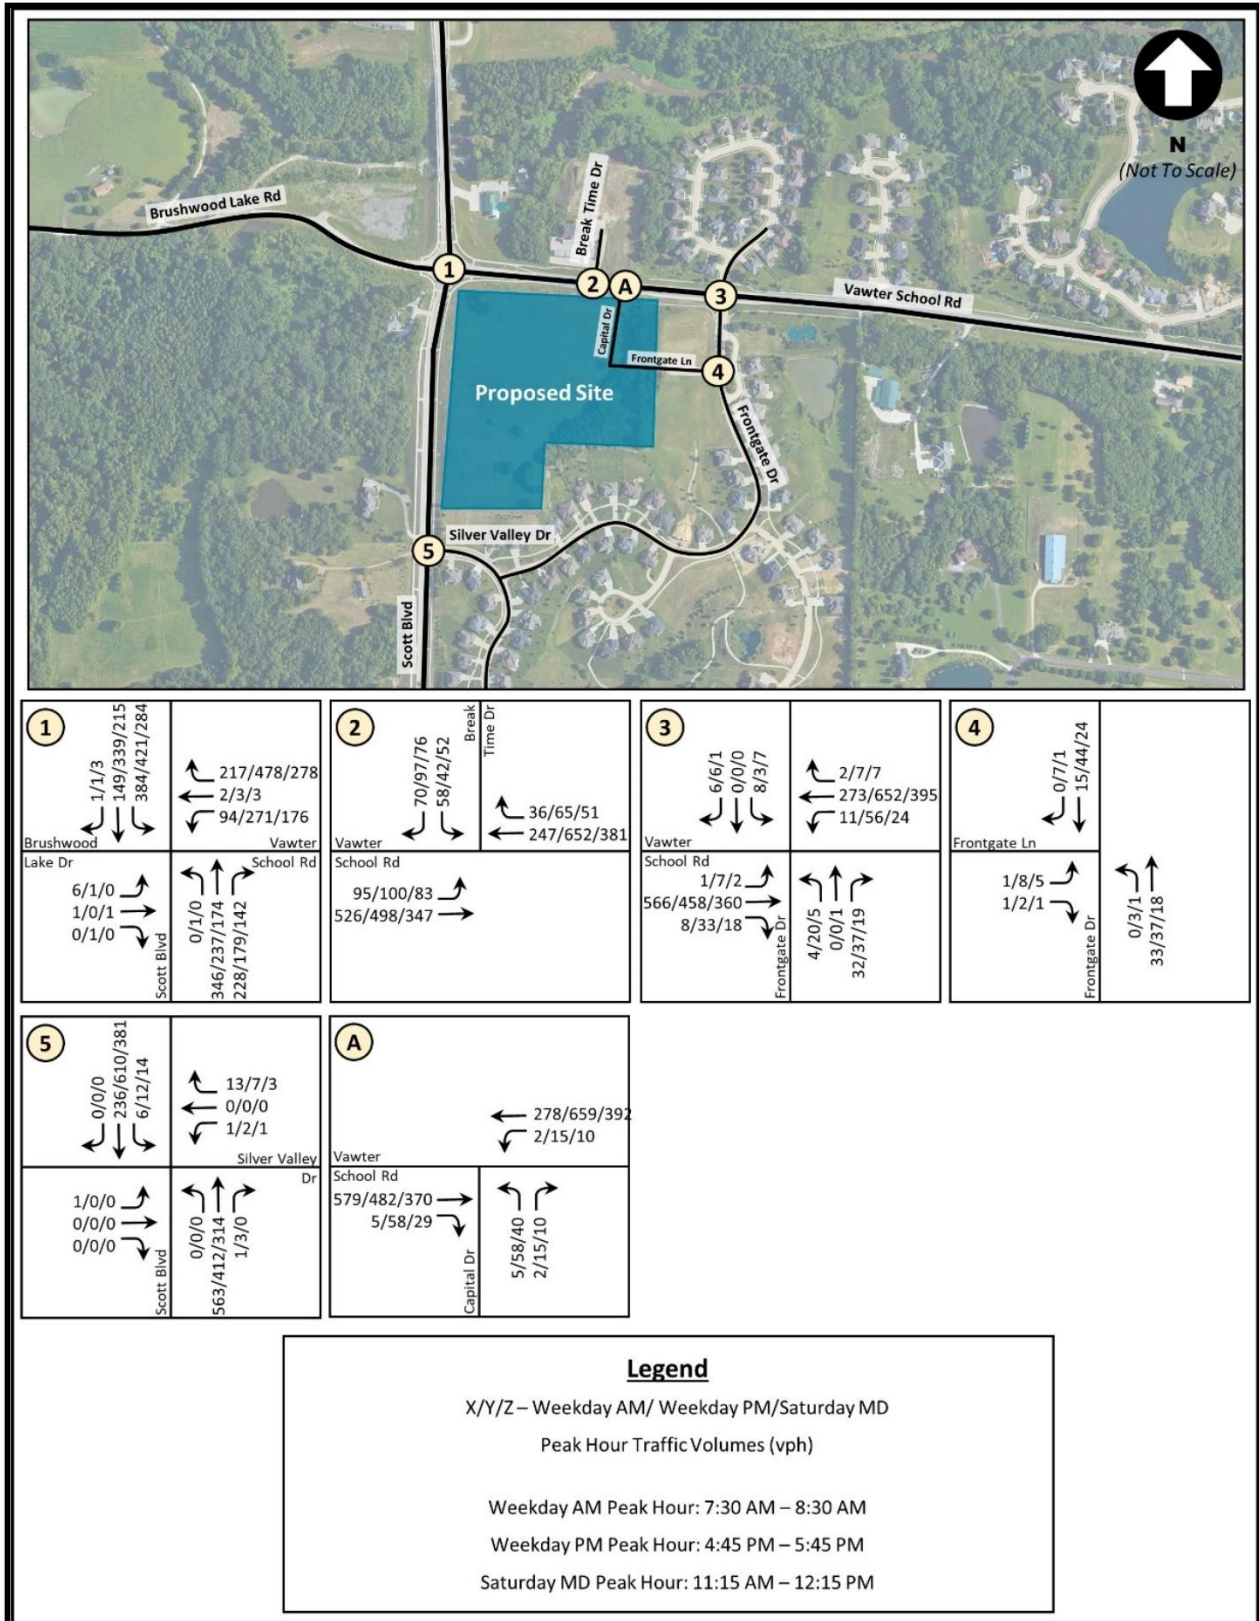 N
(Not To Scale)
Brushwood Lake Rd
Break Time Dr
1
2
A
3
Vawter School Rd
Capital Dr
Frontgate Ln
4
Proposed Site
Frontgate Dr
Silver Valley Dr
5
Scott Blvd
1
1/1/3
149/339/215
384/421/284
217/478/278
2/3/3
94/271/176
Brushwood
Lake Dr
Vawter
School Rd
6/1/0
1/0/1
0/1/0
Scott Blvd
0/1/0
346/237/174
228/179/142
2
70/97/76
58/42/52
Break
Time Dr
36/65/51
247/652/381
Vawter
School Rd
95/100/83
526/498/347
3
6/6/1
0/0/0
8/3/7
2/7/7
273/652/395
11/56/24
Vawter
School Rd
1/7/2
566/458/360
8/33/18
Frontgate Dr
4/20/5
0/0/1
32/37/19
4
0/7/1
15/44/24
Frontgate Ln
1/8/5
1/2/1
Frontgate Dr
0/3/1
33/37/18
5
0/0/0
236/610/381
6/12/14
13/7/3
0/0/0
1/2/1
Silver Valley
Dr
1/0/0
0/0/0
0/0/0
Scott Blvd
0/0/0
563/412/314
1/3/0
A
278/659/392
2/15/10
Vawter
School Rd
579/482/370
5/58/29
Capital Dr
5/58/40
2/15/10
Legend
X/Y/Z – Weekday AM/ Weekday PM/Saturday MD
Peak Hour Traffic Volumes (vph)
Weekday AM Peak Hour: 7:30 AM – 8:30 AM
Weekday PM Peak Hour: 4:45 PM – 5:45 PM
Saturday MD Peak Hour: 11:15 AM – 12:15 PM